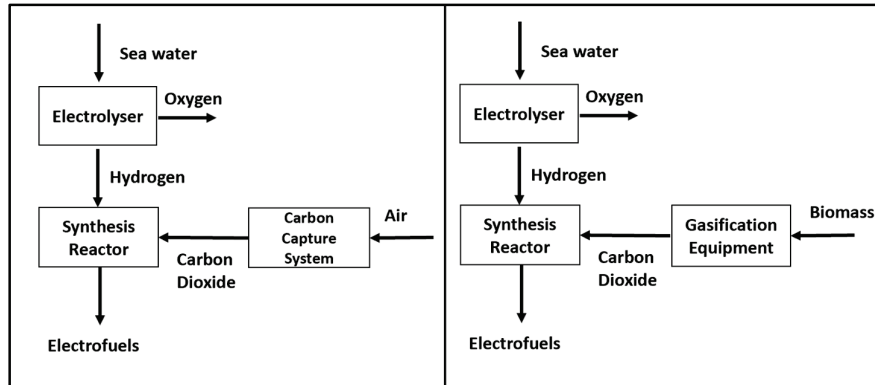 Sea water
Oxygen
Electrolyser
Hydrogen
Synthesis
Reactor
Carbon
Capture
System
Air
Carbon
Dioxide
Electrofuels
Sea water
Oxygen
Electrolyser
Hydrogen
Synthesis
Reactor
Gasification
Equipment
Biomass
Carbon
Dioxide
Electrofuels